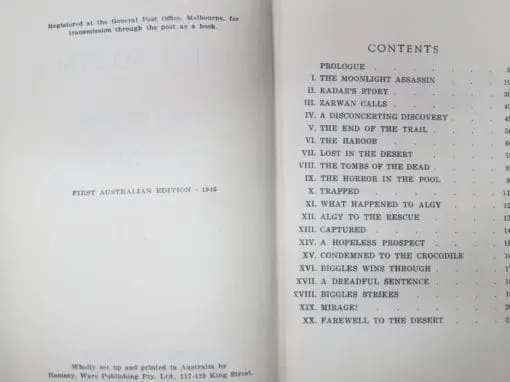 Registered at the General Post Office, Melbourne, for
transmission through the post as a book.
FIRST AUSTRALIAN EDITION - 1946
Wholly set up and printed in Australia by
Ramsay, Ware Publishing Pty. Ltd., 117-129 King Street.
CONTENTS
PROLOGUE
I. THE MOONLIGHT ASSASSIN
II. KADAR'S STORY
III. ZARWAN CALLS
IV. A DISCONCERTING DISCOVERY
V. THE END OF THE TRAIL
VI. THE HABOOB
VII. LOST IN THE DESERT
VIII. THE TOMBS OF THE DEAD
IX. THE HORROR IN THE POOL
X. TRAPPED
XI. WHAT HAPPENED TO ALGY
XII. ALGY TO THE RESCUE
XIII. CAPTURED
XIV. A HOPELESS PROSPECT
XV. CONDEMNED TO THE CROCODILE
XVI. BIGGLES WINS THROUGH
XVII. A DREADFUL SENTENCE
XVIII. BIGGLES STRIKES
XIX. MIRAGE!
XX. FAREWELL TO THE DESERT